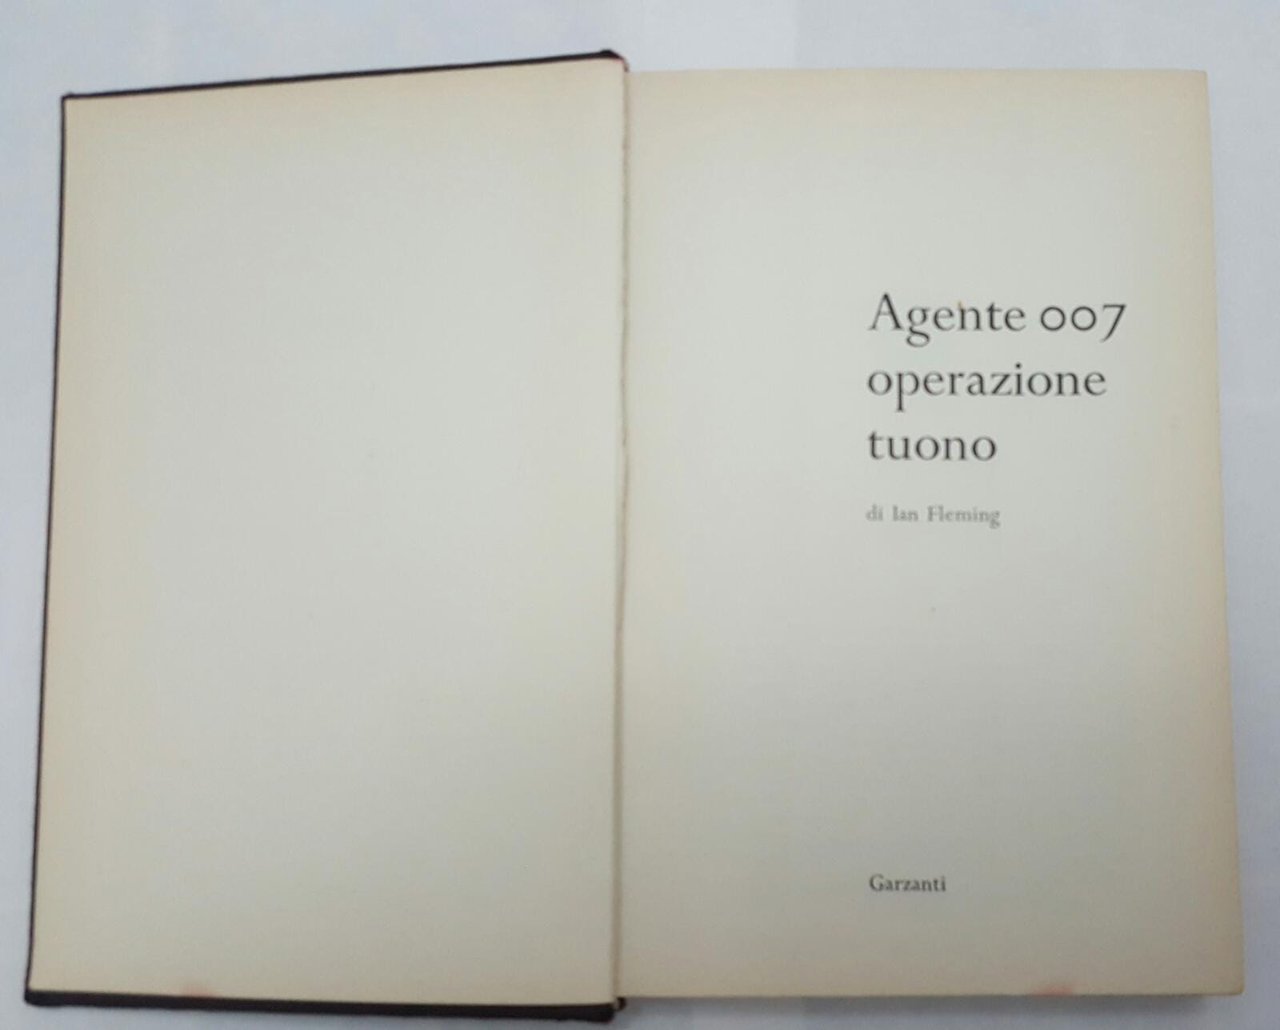 Agente 007
operazione
tuono
di Ian Fleming
Garzanti